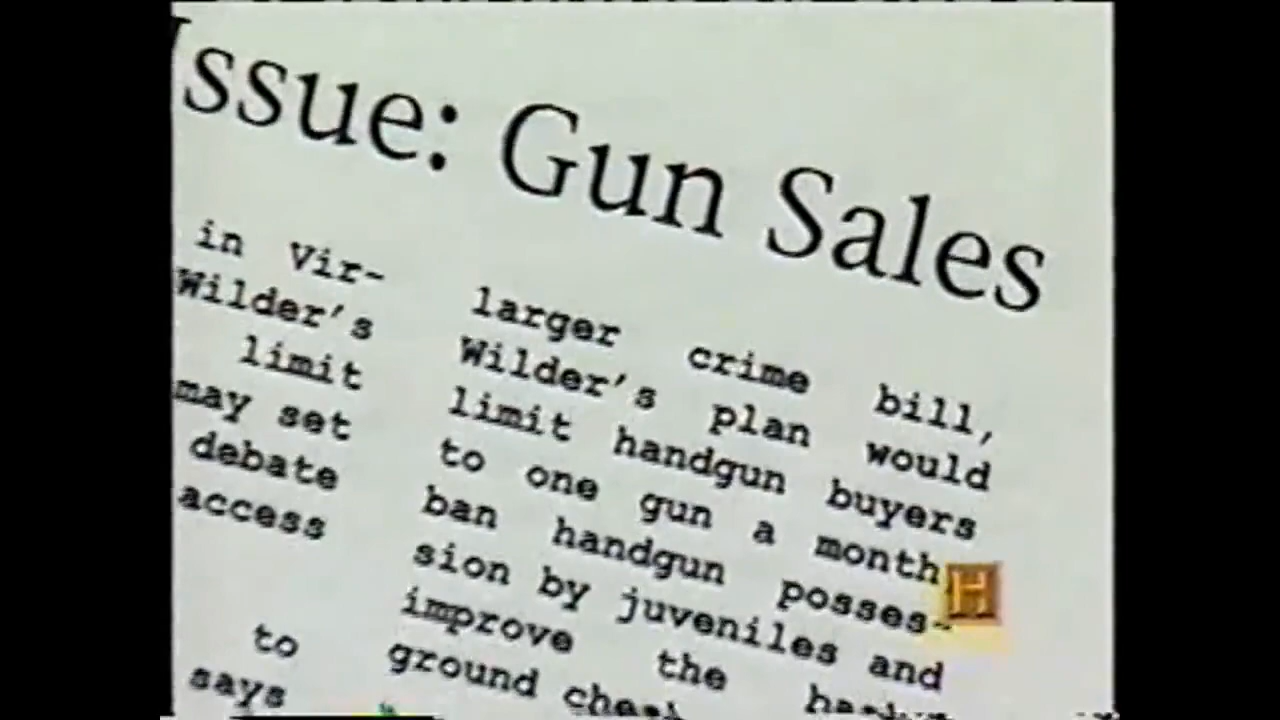 ssue: Gun Sales
in Vir-
Wilder's
limit
may set
debate
access
to
says
larger crime bill,
Wilder's plan would
limit handgun buyers
to one gun a month
ban handgun posses-
sion by juveniles and
improve the
ground
H